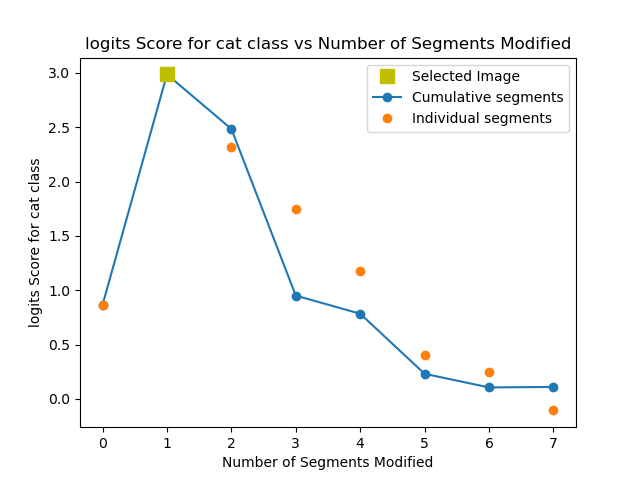 logits Score for cat class vs Number of Segments Modified
Selected Image
Cumulative segments
Individual segments
logits Score for cat class
3.0
2.5
2.0
1.5
1.0
0.5
0.0
0 1 2 3 4 5 6 7
Number of Segments Modified